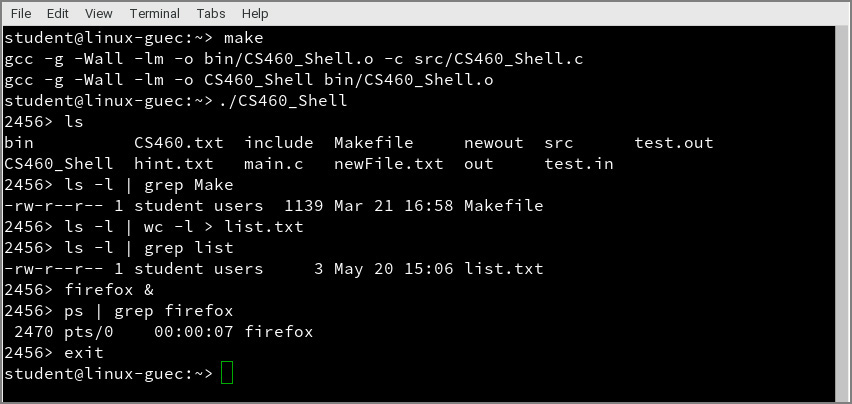 File Edit View Terminal Tabs Help
student@linux-guec:~> make
gcc -g -Wall -lm -o bin/CS460_Shell.o -c src/CS460_Shell.c
gcc -g -Wall -lm -o CS460_Shell bin/CS460_Shell.o
student@linux-guec:~> ./CS460_Shell
2456> ls
bin          CS460.txt  include  Makefile     newout  src      test.out
CS460_Shell  hint.txt   main.c   newFile.txt  out     test.in
2456> ls -l | grep Make
-rw-r--r-- 1 student users  1139 Mar 21 16:58 Makefile
2456> ls -l | wc -l > list.txt
2456> ls -l | grep list
-rw-r--r-- 1 student users     3 May 20 15:06 list.txt
2456> firefox &
2456> ps | grep firefox
 2470 pts/0    00:00:07 firefox
2456> exit
student@linux-guec:~>